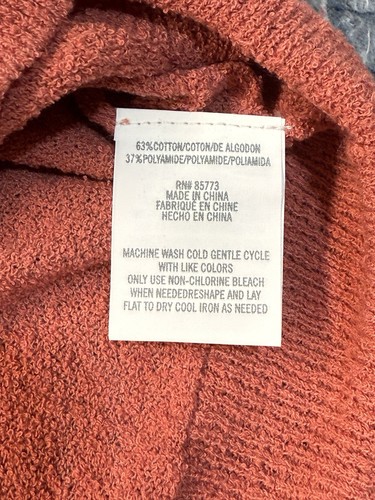 63%COTTON/COTON/DE ALGODON
37%POLYAMIDE/POLYAMIDE/POLIAMIDA
RN# 85773
MADE IN CHINA
FABRIQUÉ EN CHINE
HECHO EN CHINA
MACHINE WASH COLD GENTLE CYCLE
WITH LIKE COLORS
ONLY USE NON-CHLORINE BLEACH
WHEN NEEDEDRESHAPE AND LAY
FLAT TO DRY COOL IRON AS NEEDED